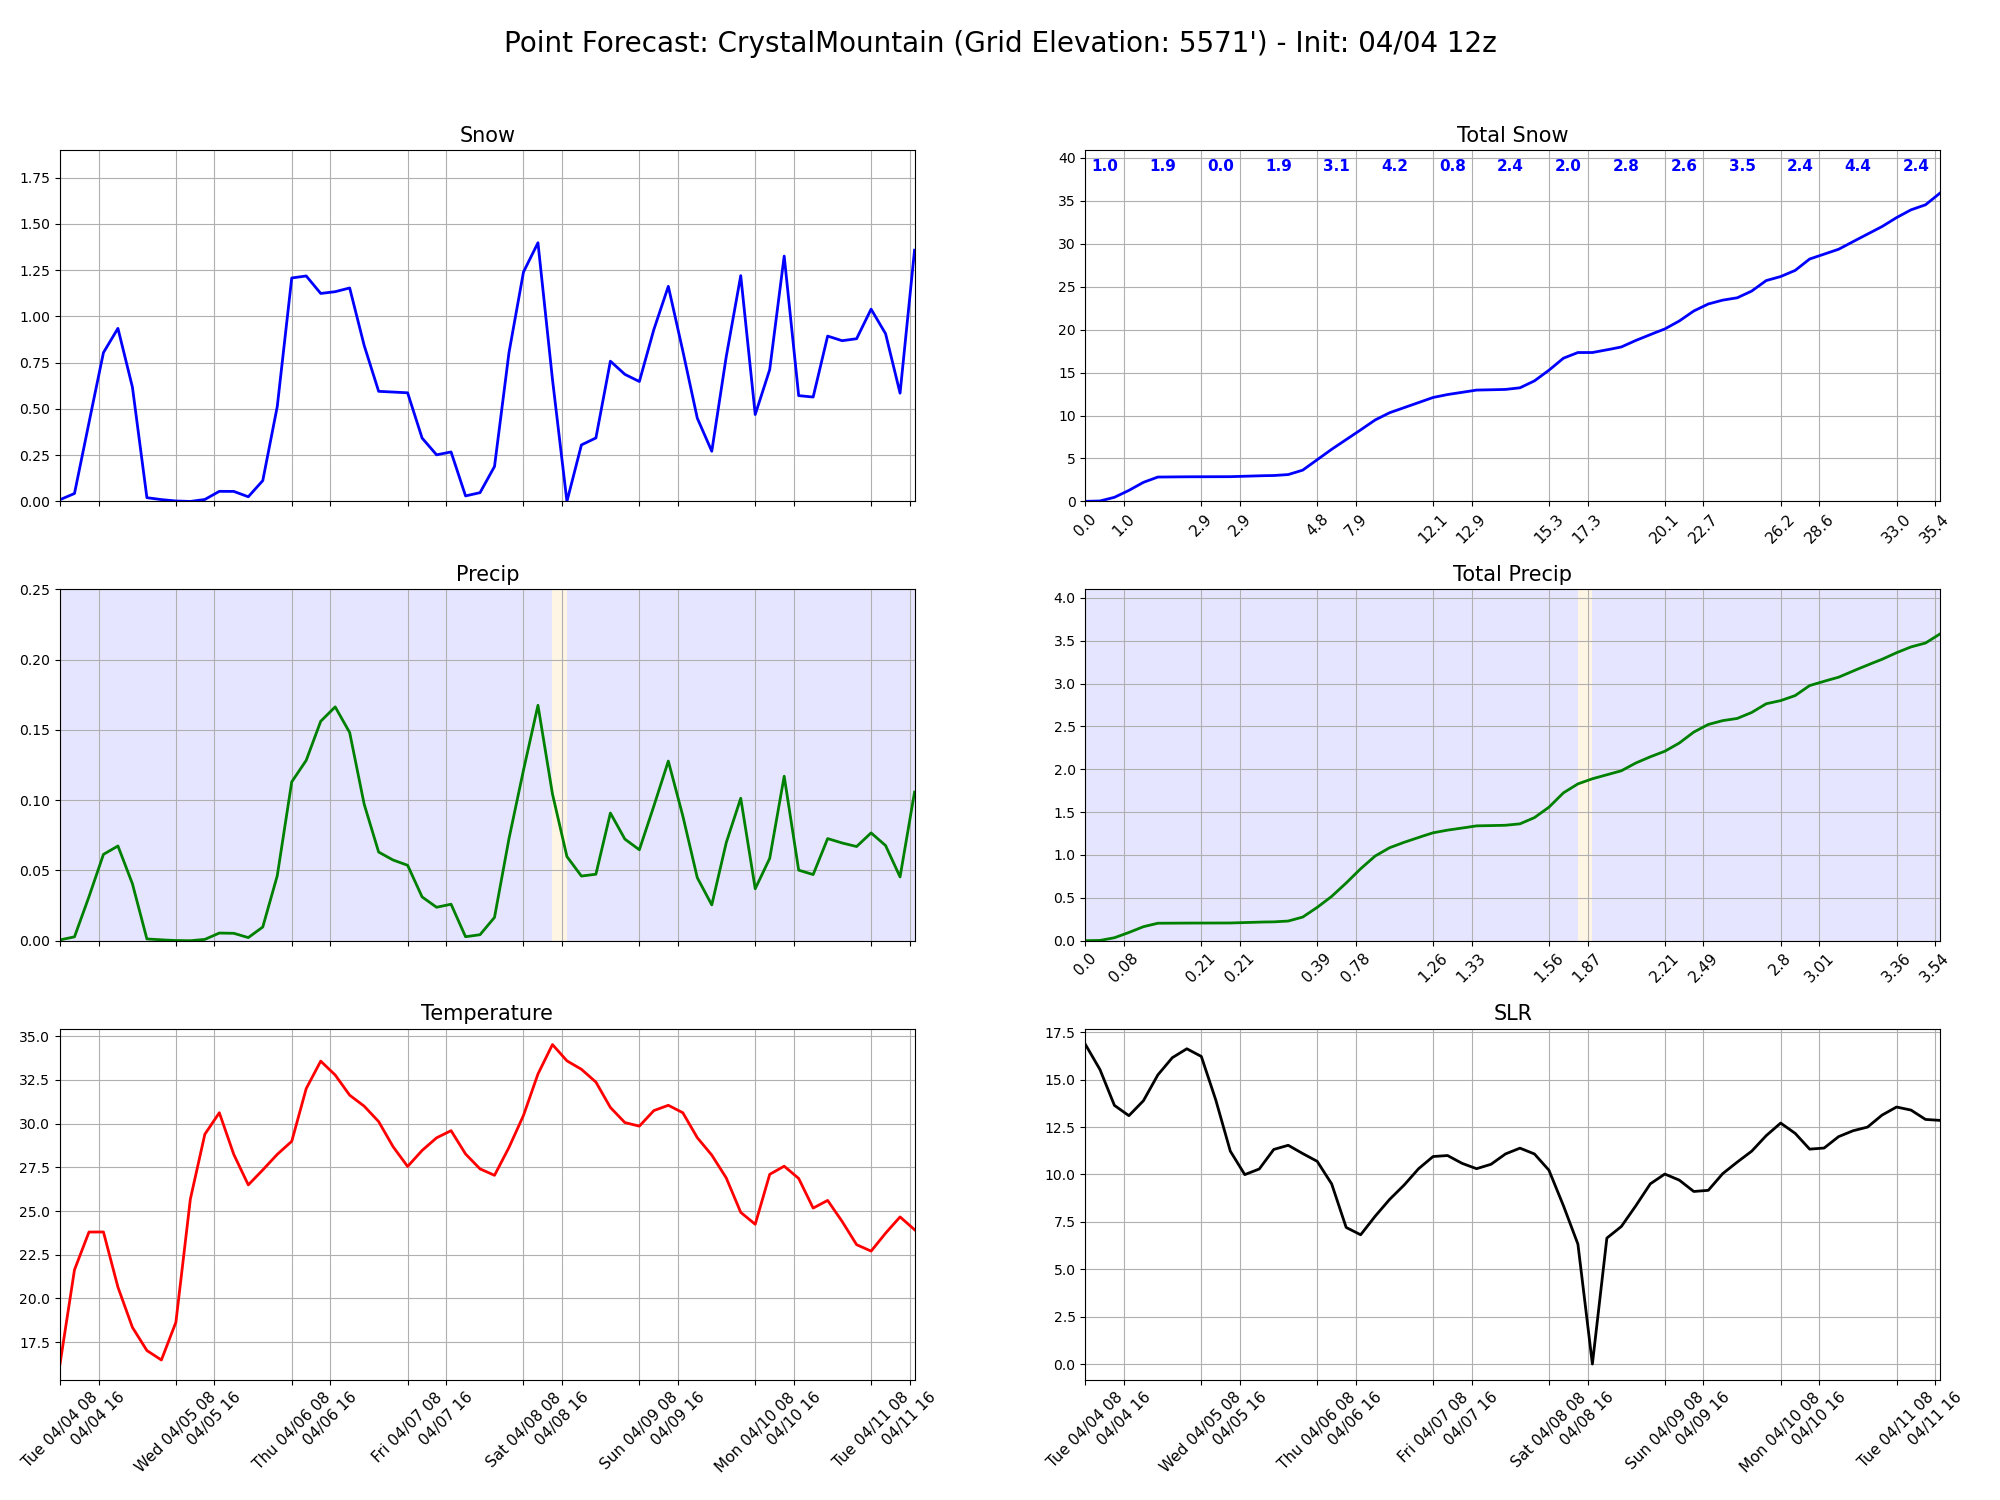 Point Forecast: CrystalMountain (Grid Elevation: 5571') - Init: 04/04 12z
Snow
1.75
1.50
1.25
1.00
0.75
0.50
0.25
0.00
Total Snow
40
35
30
25
20
15
10
5
0
1.0 1.9 0.0 1.9 3.1 4.2 0.8 2.4 2.0 2.8 2.6 3.5 2.4 4.4 2.4
0.0 1.0 2.9 2.9 4.8 7.9 12.1 12.9 15.3 17.3 20.1 22.7 26.2 28.6 33.0 35.4
Precip
0.25
0.20
0.15
0.10
0.05
0.00
Total Precip
4.0
3.5
3.0
2.5
2.0
1.5
1.0
0.5
0.0
0.0 0.08 0.21 0.21 0.39 0.78 1.26 1.33 1.56 1.87 2.21 2.49 2.8 3.01 3.36 3.54
Temperature
35.0
32.5
30.0
27.5
25.0
22.5
20.0
17.5
Tue 04/04 08
04/04 16
Wed 04/05 08
04/05 16
Thu 04/06 08
04/06 16
Fri 04/07 08
04/07 16
Sat 04/08 08
04/08 16
Sun 04/09 08
04/09 16
Mon 04/10 08
04/10 16
Tue 04/11 08
04/11 16
SLR
17.5
15.0
12.5
10.0
7.5
5.0
2.5
0.0
Tue 04/04 08
04/04 16
Wed 04/05 08
04/05 16
Thu 04/06 08
04/06 16
Fri 04/07 08
04/07 16
Sat 04/08 08
04/08 16
Sun 04/09 08
04/09 16
Mon 04/10 08
04/10 16
Tue 04/11 08
04/11 16